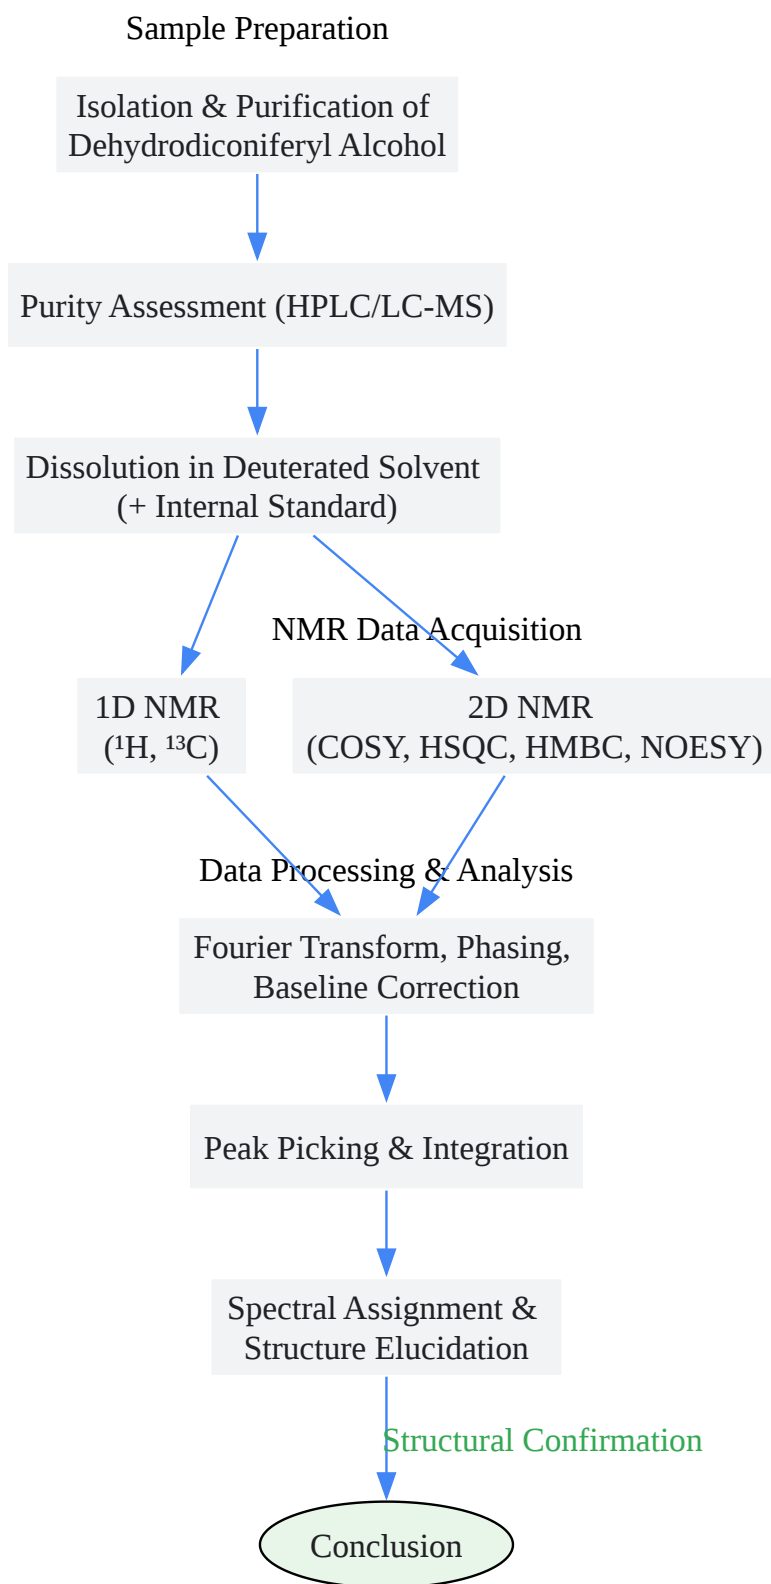 Sample Preparation
Isolation & Purification of
Dehydrodiconiferyl Alcohol
Purity Assessment (HPLC/LC-MS)
Dissolution in Deuterated Solvent
(+ Internal Standard)
NMR Data Acquisition
1D NMR
(¹H, ¹³C)
2D NMR
(COSY, HSQC, HMBC, NOESY)
Data Processing & Analysis
Fourier Transform, Phasing,
Baseline Correction
Peak Picking & Integration
Spectral Assignment &
Structure Elucidation
Structural Confirmation
Conclusion